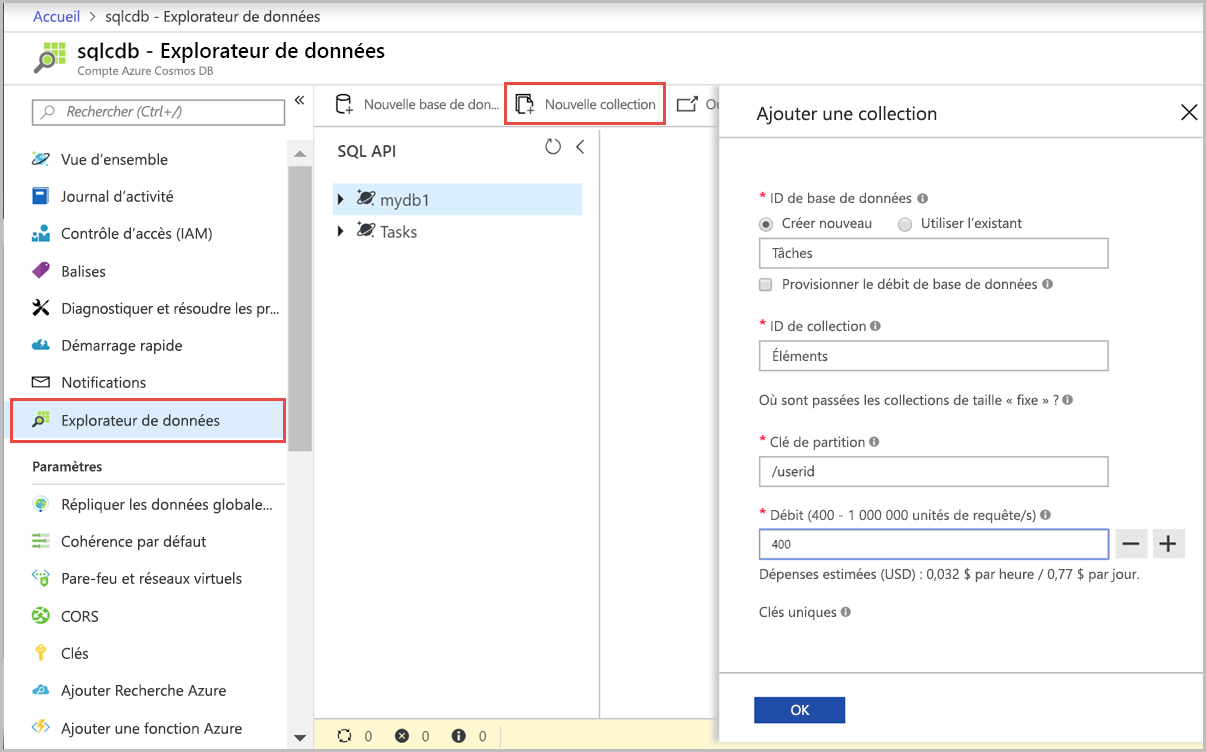 Accueil > sqlcdb - Explorateur de données
sqlcdb - Explorateur de données
Compte Azure Cosmos DB
Rechercher (Ctrl+/)
«
Vue d'ensemble
Journal d'activité
Contrôle d'accès (IAM)
Balises
Diagnostiquer et résoudre les pr...
Démarrage rapide
Notifications
Explorateur de données
Paramètres
Répliquer les données globale...
Cohérence par défaut
Pare-feu et réseaux virtuels
CORS
Clés
Ajouter Recherche Azure
Ajouter une fonction Azure
Nouvelle base de don...
Nouvelle collection
Ou
SQL API
mydb1
Tasks
0 0 0
Ajouter une collection
* ID de base de données
Créer nouveau Utiliser l'existant
Tâches
Provisionner le débit de base de données
* ID de collection
Éléments
Où sont passées les collections de taille « fixe » ?
* Clé de partition
/userid
* Débit (400 - 1 000 000 unités de requête/s)
400
Dépenses estimées (USD) : 0,032 $ par heure / 0,77 $ par jour.
Clés uniques
OK